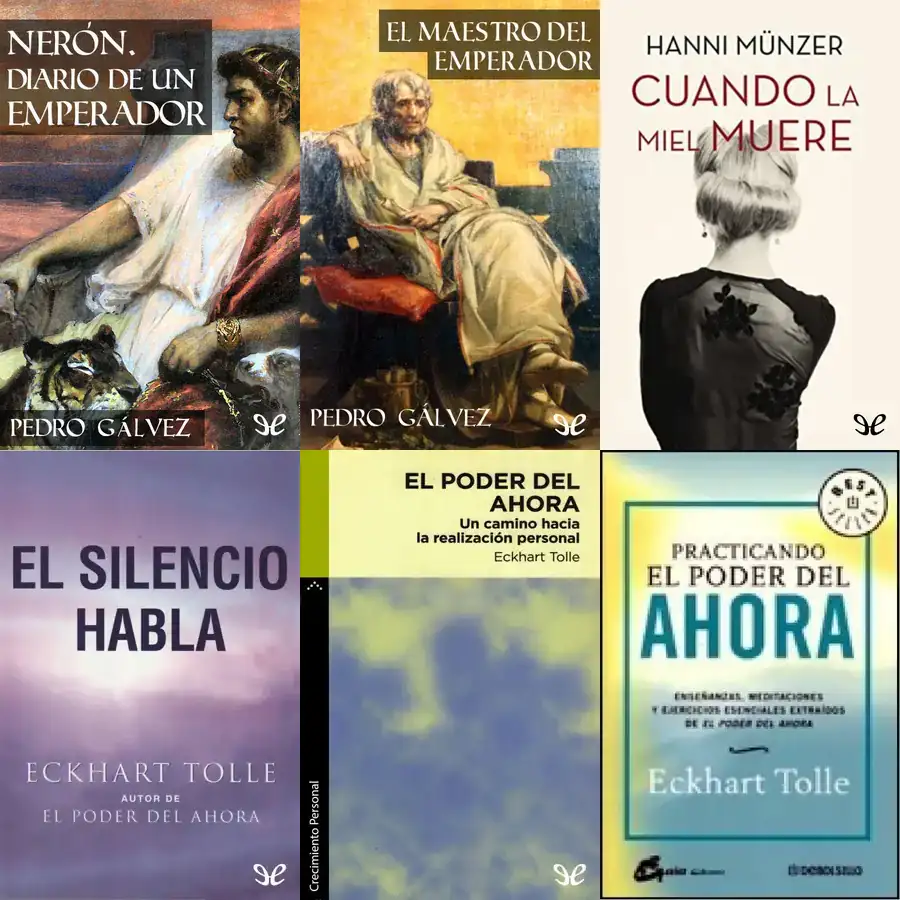 NERÓN.
DIARIO DE UN
EMPERADOR
PEDRO GÁLVEZ
EL MAESTRO DEL
EMPERADOR
PEDRO GÁLVEZ
HANNI MÜNZER
CUANDO LA
MIEL MUERE
EL SILENCIO
HABLA
ECKHART TOLLE
AUTOR DE
EL PODER DEL AHORA
EL PODER DEL
AHORA
Un camino hacia
la realización personal
Eckhart Tolle
Crecimiento Personal
BEST
SELLER
PRACTICANDO
EL PODER DEL
AHORA
ENSEÑANZAS, MEDITACIONES
Y EJERCICIOS ESENCIALES EXTRAÍDOS
DE EL PODER DEL AHORA
Eckhart Tolle
Gaia Ediciones
DEBOLSILLO